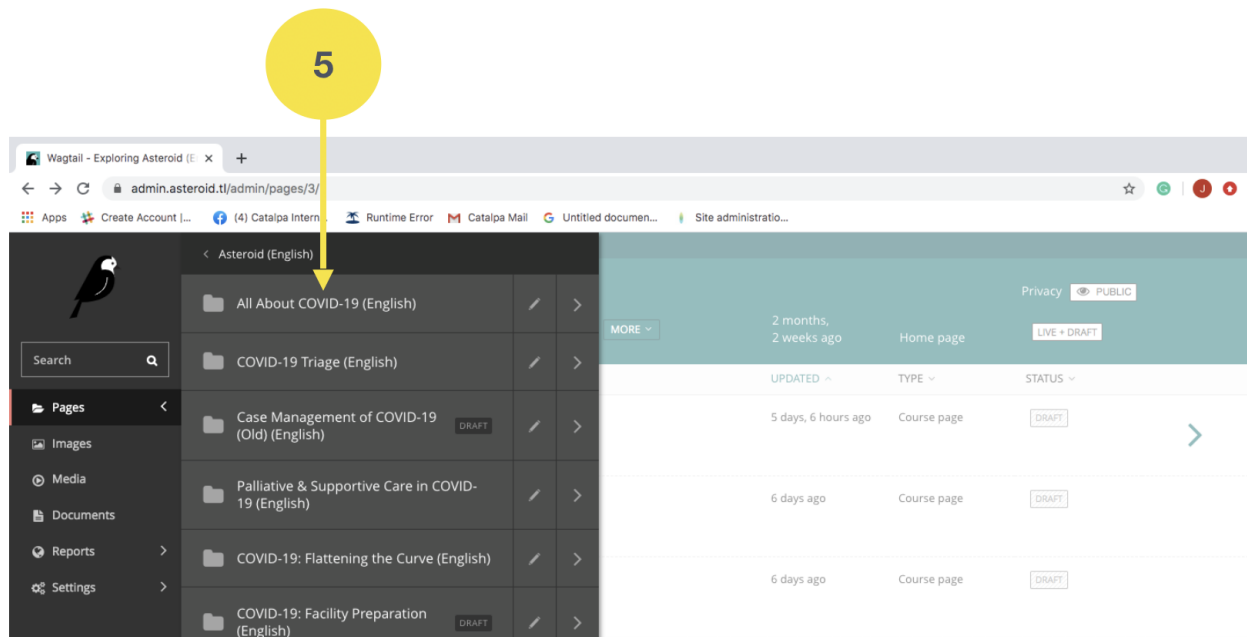 5
Wagtail - Exploring Asteroid (E
admin.asteroid.tl/admin/pages/3/
Apps
Create Account |...
(4) Catalpa Intern...
Runtime Error
Catalpa Mail
Untitled documen...
Site administratio...
J
Asteroid (English)
All About COVID-19 (English)
COVID-19 Triage (English)
Case Management of COVID-19
(Old) (English)
DRAFT
Palliative & Supportive Care in COVID-
19 (English)
COVID-19: Flattening the Curve (English)
COVID-19: Facility Preparation
(English)
DRAFT
Search
Pages
Images
Media
Documents
Reports
Settings
Privacy
PUBLIC
MORE
2 months,
2 weeks ago
Home page
LIVE + DRAFT
UPDATED
TYPE
STATUS
5 days, 6 hours ago
Course page
DRAFT
6 days ago
Course page
DRAFT
6 days ago
Course page
DRAFT